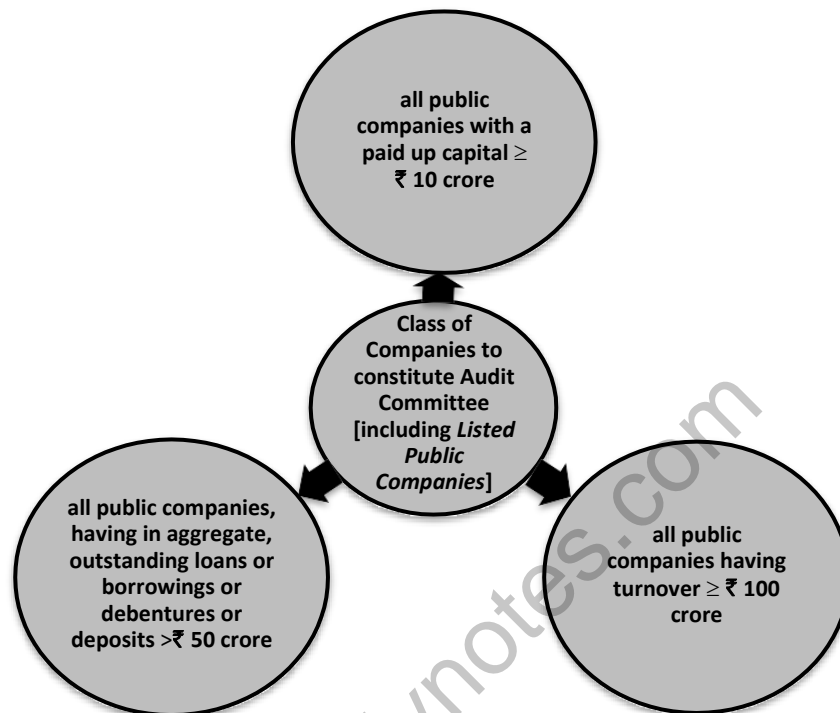 all public
companies with a
paid up capital ≥
₹ 10 crore
Class of
Companies to
constitute Audit
Committee
[including Listed
Public
Companies]
all public companies,
having in aggregate,
outstanding loans or
borrowings or
debentures or
deposits >₹ 50 crore
all public
companies having
turnover ≥ ₹ 100
crore
ynotes.com